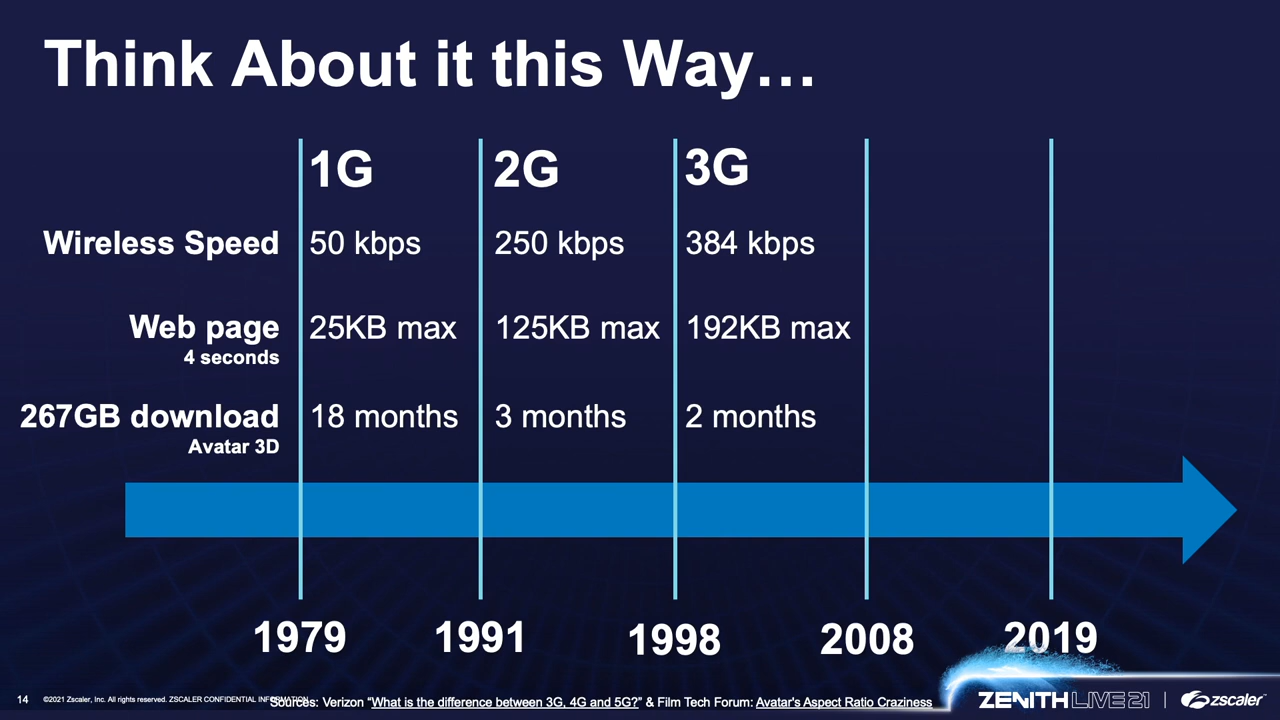 Think About it this Way…
1G 2G 3G
Wireless Speed 50 kbps 250 kbps 384 kbps
Web page 25KB max 125KB max 192KB max
4 seconds
267GB download 18 months 3 months 2 months
Avatar 3D
1979 1991 1998 2008 2019
14 ©2021 Zscaler, Inc. All rights reserved. ZSCALER CONFIDENTIAL INFORMATION
Sources: Verizon “What is the difference between 3G, 4G and 5G?” & Film Tech Forum: Avatar's Aspect Ratio Craziness
ZENITH LIVE 21 zscaler™